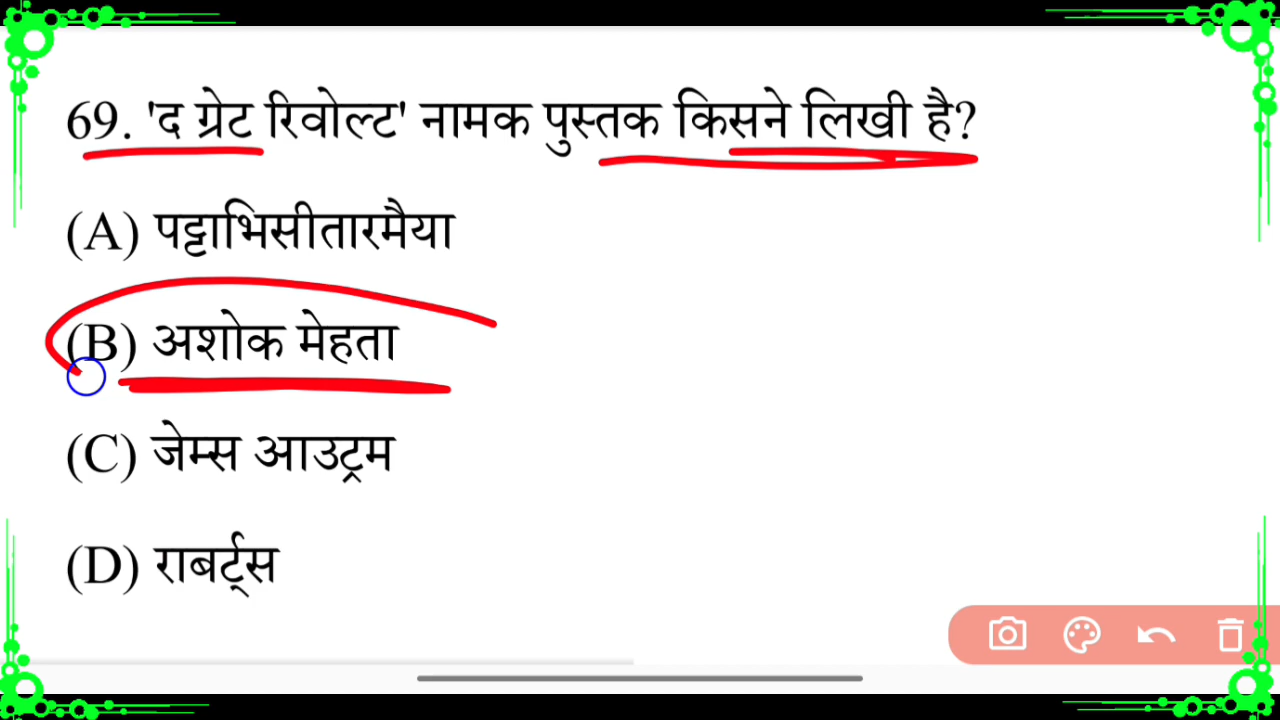 69. 'द ग्रेट रिवोल्ट' नामक पुस्तक किसने लिखी है?
(A) पट्टाभिसीतारमैया
(B) अशोक मेहता
(C) जेम्स आउट्रम
(D) राबर्ट्स